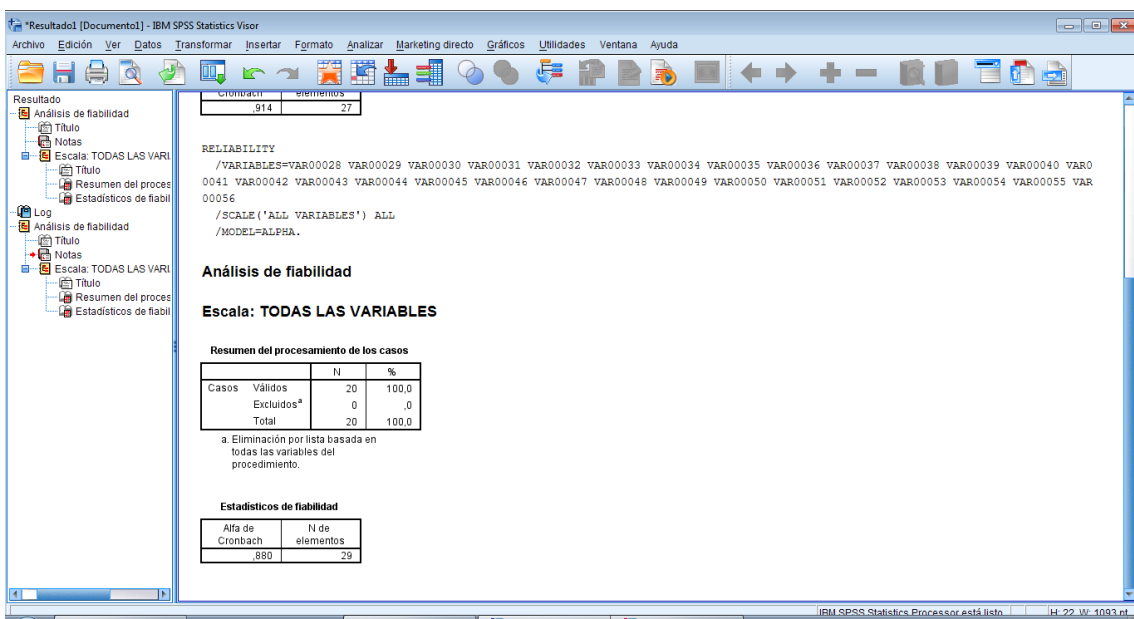 *Resultado1 [Documento1] - IBM SPSS Statistics Visor
Archivo Edición Ver Datos Transformar Insertar Formato Analizar Marketing directo Gráficos Utilidades Ventana Ayuda
Resultado
Análisis de fiabilidad
Título
Notas
Escala: TODAS LAS VARI
Título
Resumen del proces
Estadísticos de fiabil
Log
Análisis de fiabilidad
Título
Notas
Escala: TODAS LAS VARI
Título
Resumen del proces
Estadísticos de fiabil
Cronbach elementos
,914 27
RELIABILITY
/VARIABLES=VAR00028 VAR00029 VAR00030 VAR00031 VAR00032 VAR00033 VAR00034 VAR00035 VAR00036 VAR00037 VAR00038 VAR00039 VAR00040 VAR0
0041 VAR00042 VAR00043 VAR00044 VAR00045 VAR00046 VAR00047 VAR00048 VAR00049 VAR00050 VAR00051 VAR00052 VAR00053 VAR00054 VAR00055 VAR
00056
/SCALE('ALL VARIABLES') ALL
/MODEL=ALPHA.
Análisis de fiabilidad
Escala: TODAS LAS VARIABLES
Resumen del procesamiento de los casos
N %
Casos Válidos 20 100,0
Excluidosª 0 ,0
Total 20 100,0
a. Eliminación por lista basada en
todas las variables del
procedimiento.
Estadísticos de fiabilidad
Alfa de N de
Cronbach elementos
,880 29
IBM SPSS Statistics Processor está listo H: 22, W: 1093 pt.